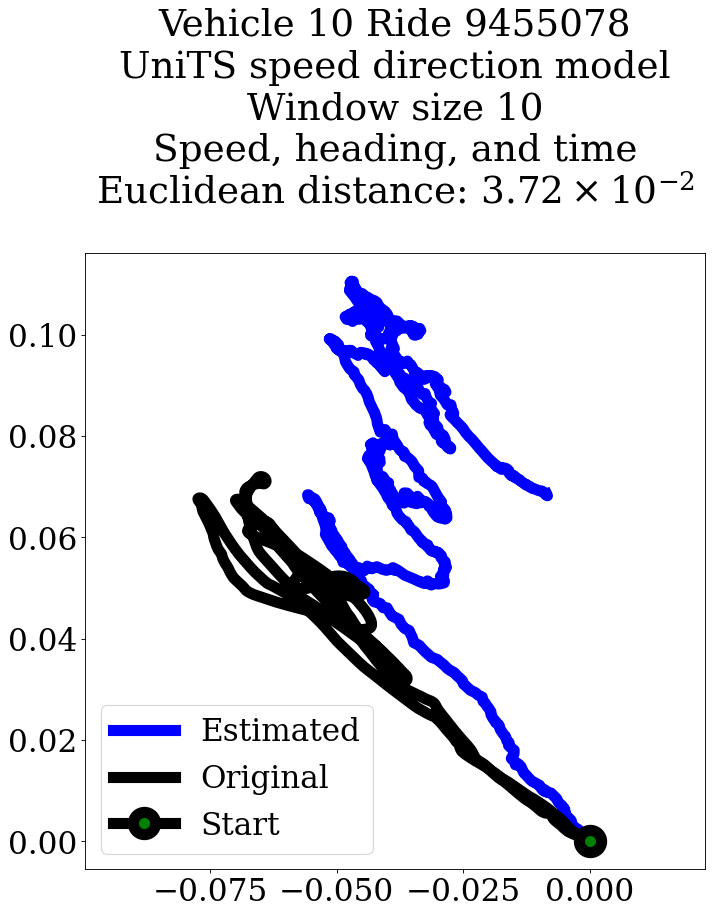 Vehicle 10 Ride 9455078
UniTS speed direction model
Window size 10
Speed, heading, and time
Euclidean distance: 3.72 × 10⁻²
0.10
0.08
0.06
0.04
0.02
0.00
Estimated
Original
Start
−0.075 −0.050 −0.025 0.000